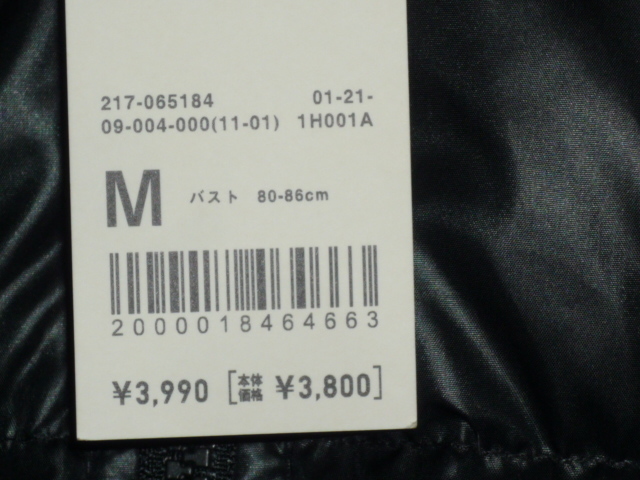 217-065184 01-21-
09-004-000(11-01) 1H001A
M バスト 80-86cm
2000018464663
¥3,990 [本体価格 ¥3,800]